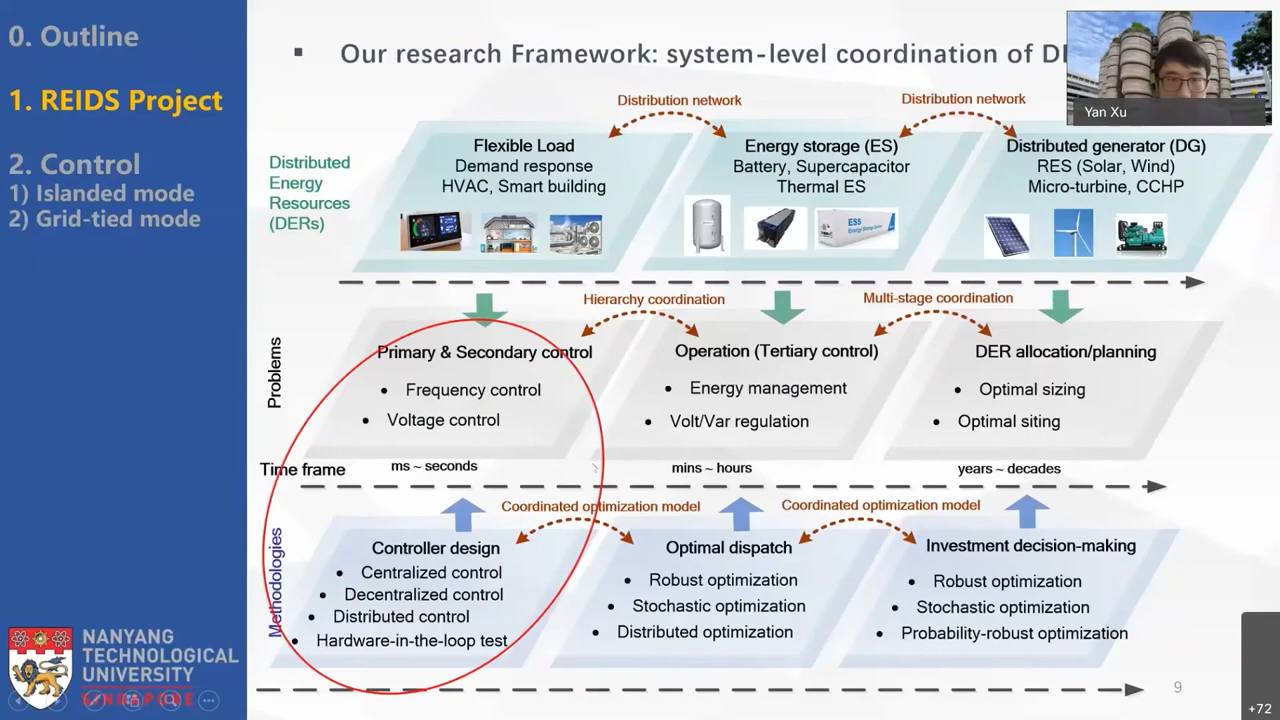 0. Outline
1. REIDS Project
2. Control
1) Islanded mode
2) Grid-tied mode
NANYANG
TECHNOLOGICAL
UNIVERSITY
SINGAPORE
▪ Our research Framework: system-level coordination of
Yan Xu
Distribution network
Distribution network
Distributed
Energy
Resources
(DERs)
Flexible Load
Demand response
HVAC, Smart building
Energy storage (ES)
Battery, Supercapacitor
Thermal ES
ESS
Energy Storage System
Distributed generator (DG)
RES (Solar, Wind)
Micro-turbine, CCHP
Hierarchy coordination
Multi-stage coordination
Problems
Primary & Secondary control
• Frequency control
• Voltage control
Operation (Tertiary control)
• Energy management
• Volt/Var regulation
DER allocation/planning
• Optimal sizing
• Optimal siting
Time frame
ms ~ seconds
mins ~ hours
years ~ decades
Coordinated optimization model
Coordinated optimization model
Methodologies
Controller design
• Centralized control
• Decentralized control
• Distributed control
• Hardware-in-the-loop test
Optimal dispatch
• Robust optimization
• Stochastic optimization
• Distributed optimization
Investment decision-making
• Robust optimization
• Stochastic optimization
• Probability-robust optimization
9
+72